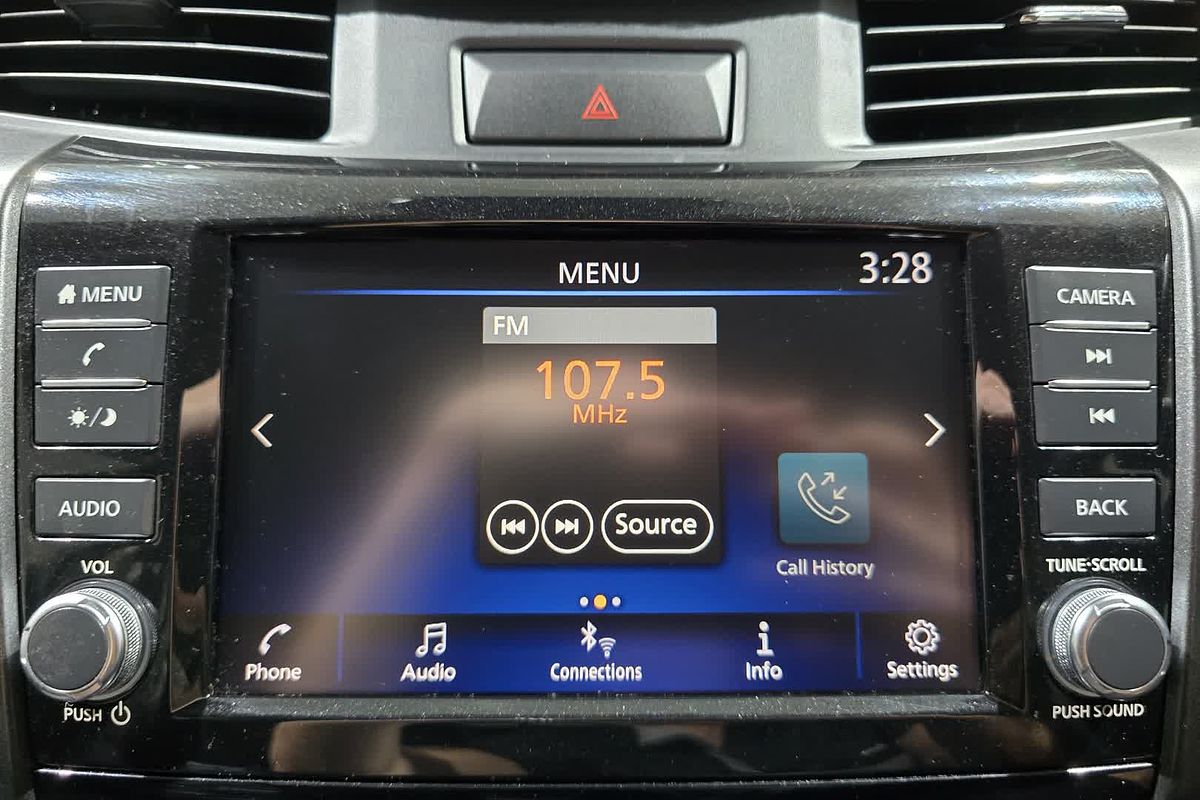 MENU
3:28
MENU
CAMERA
FM
107.5
MHz
AUDIO
Source
BACK
VOL
Call History
TUNE·SCROLL
Phone
Audio
Connections
Info
Settings
PUSH
PUSH SOUND